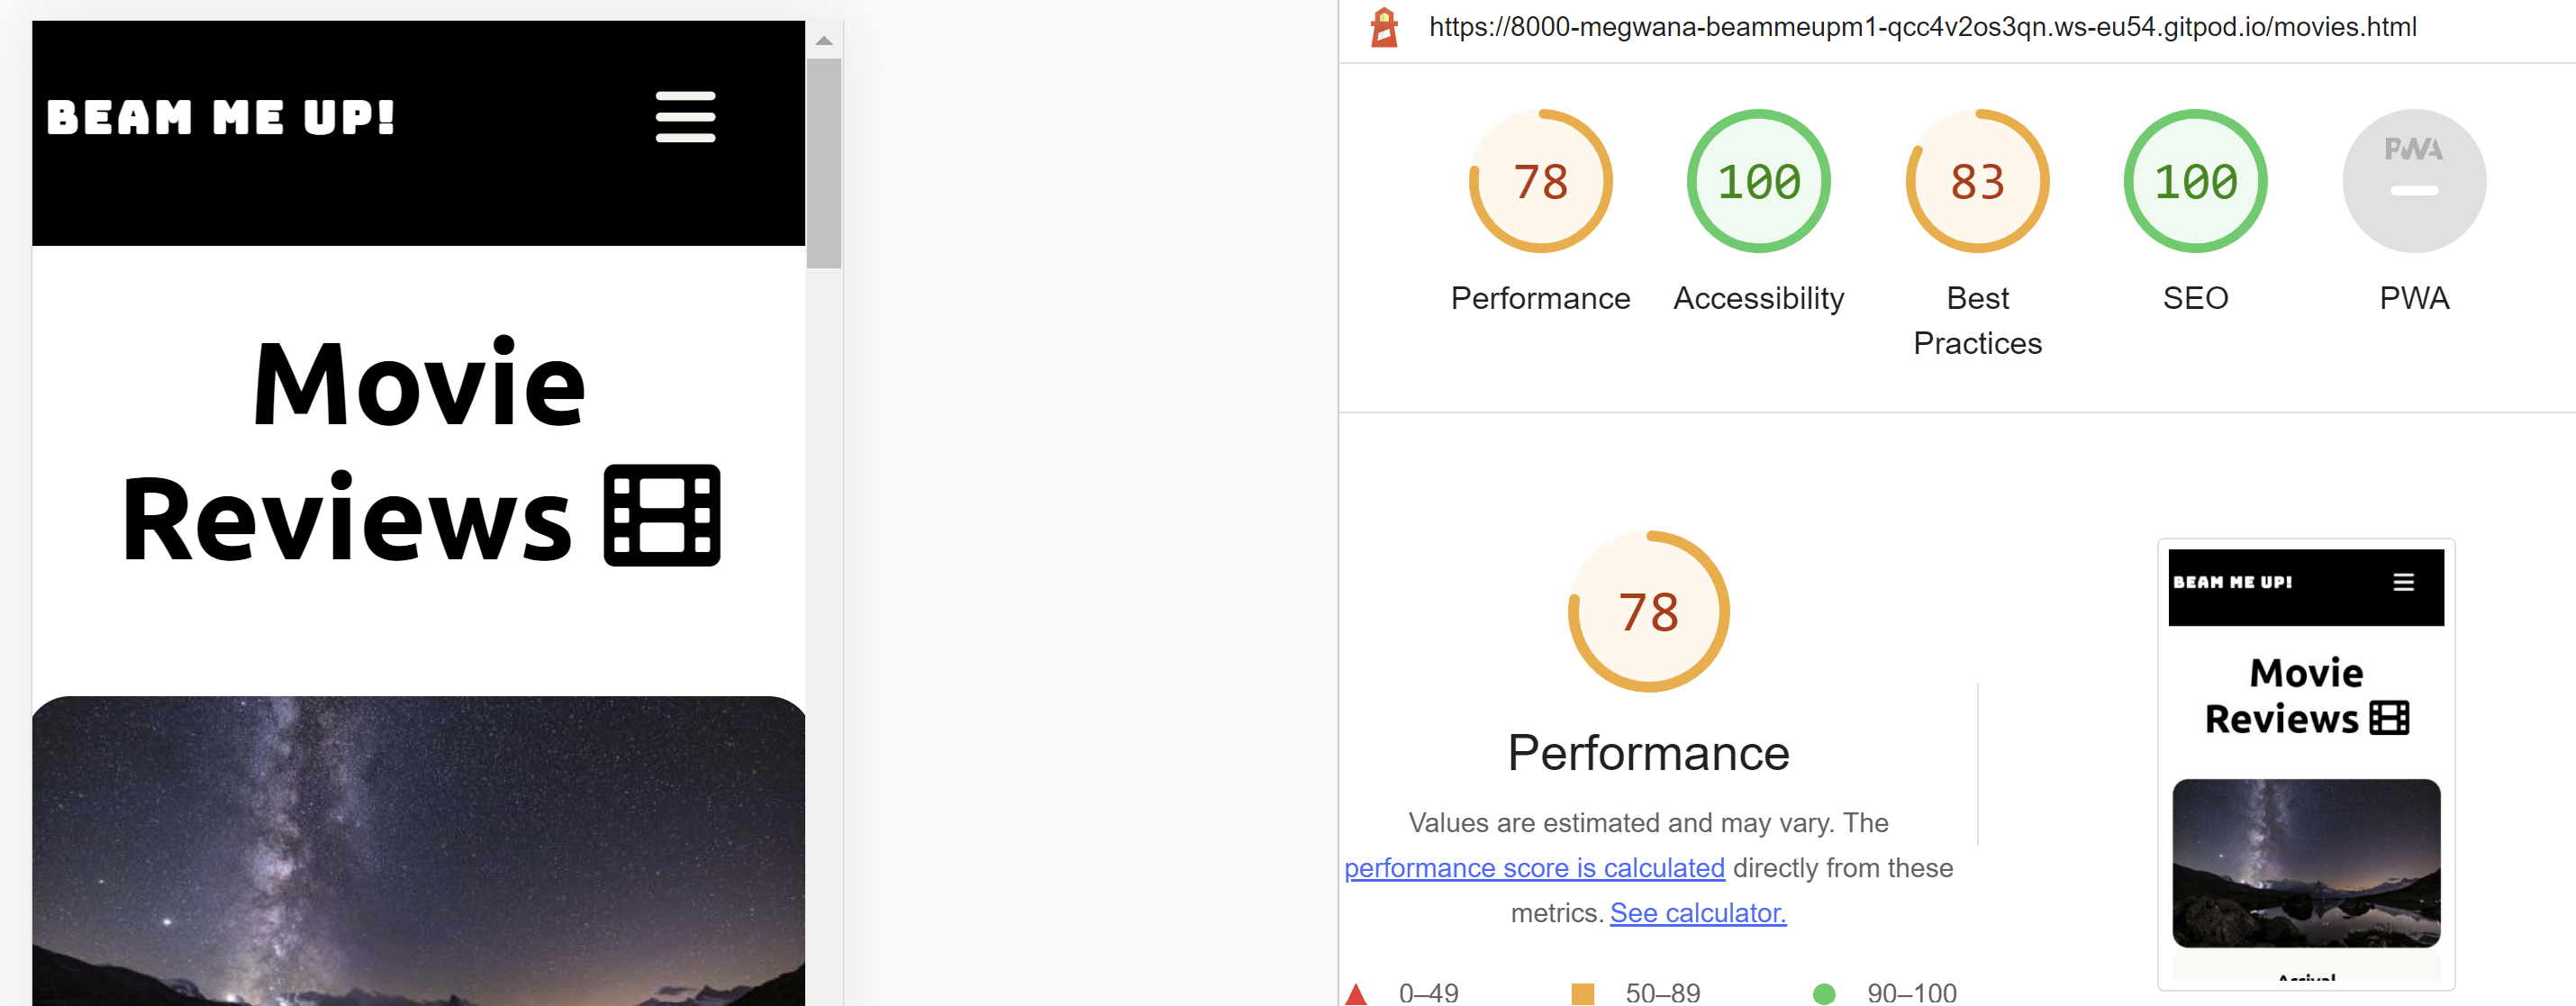 BEAM ME UP!
Movie
Reviews
https://8000-megwana-beammeupm1-qcc4v2os3qn.ws-eu54.gitpod.io/movies.html
78
100
83
100
PWA
Performance
Accessibility
Best
Practices
SEO
PWA
78
Performance
Values are estimated and may vary. The
performance score is calculated directly from these
metrics. See calculator.
0–49
50–89
90–100
BEAM ME UP!
Movie
Reviews
Arrival